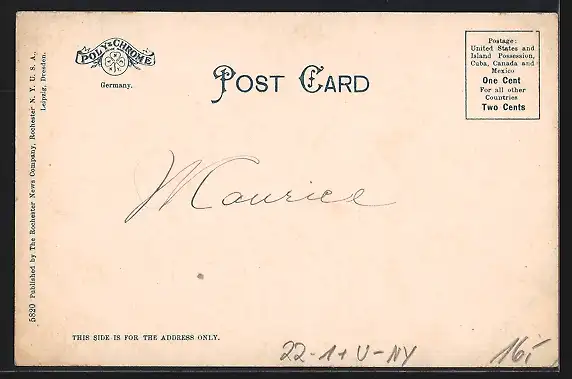 POLY-CHROME
Germany.
POST CARD
Postage:
United States and
Island Possession,
Cuba, Canada and
Mexico
One Cent
For all other
Countries
Two Cents
5820 Published by The Rochester News Company, Rochester N. Y. U. S. A.,
Leipzig, Dresden.
Maurice
THIS SIDE IS FOR THE ADDRESS ONLY.
22-1+U-NY
16,-